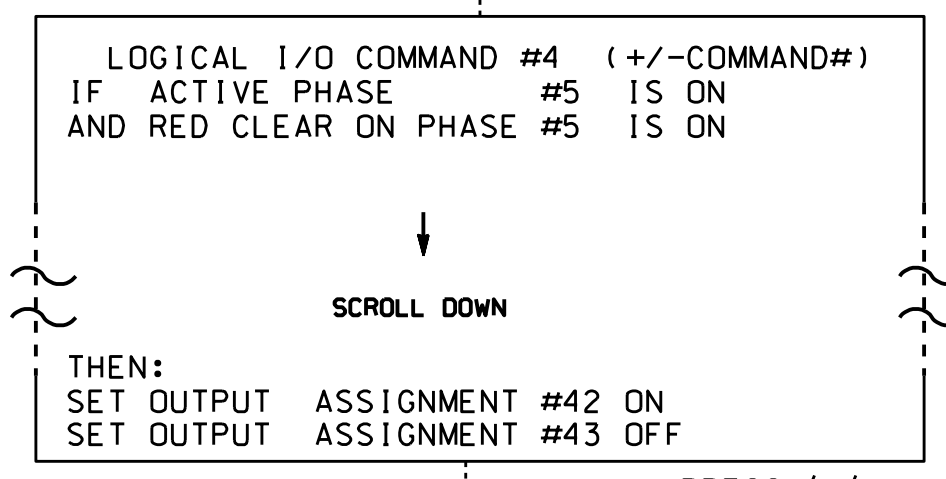 LOGICAL I/O COMMAND #4 (+/-COMMAND#)
IF ACTIVE PHASE #5 IS ON
AND RED CLEAR ON PHASE #5 IS ON
SCROLL DOWN
THEN:
SET OUTPUT ASSIGNMENT #42 ON
SET OUTPUT ASSIGNMENT #43 OFF